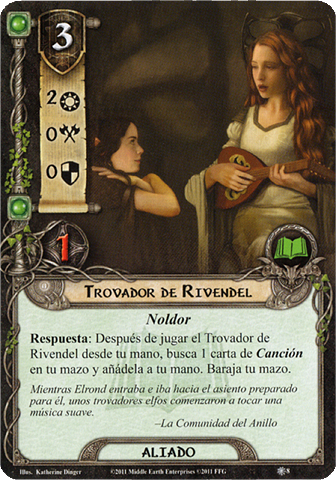 3
2
0
0
1
Trovador de Rivendel
Noldor
Respuesta: Después de jugar el Trovador de
Rivendel desde tu mano, busca 1 carta de Canción
en tu mazo y añádela a tu mano. Baraja tu mazo.
Mientras Elrond entraba e iba hacia el asiento preparado
para él, unos trovadores elfos comenzaron a tocar una
música suave.
–La Comunidad del Anillo
Aliado
Illus. Katherine Dinger ©2011 Middle Earth Enterprises ©2011 FFG 8